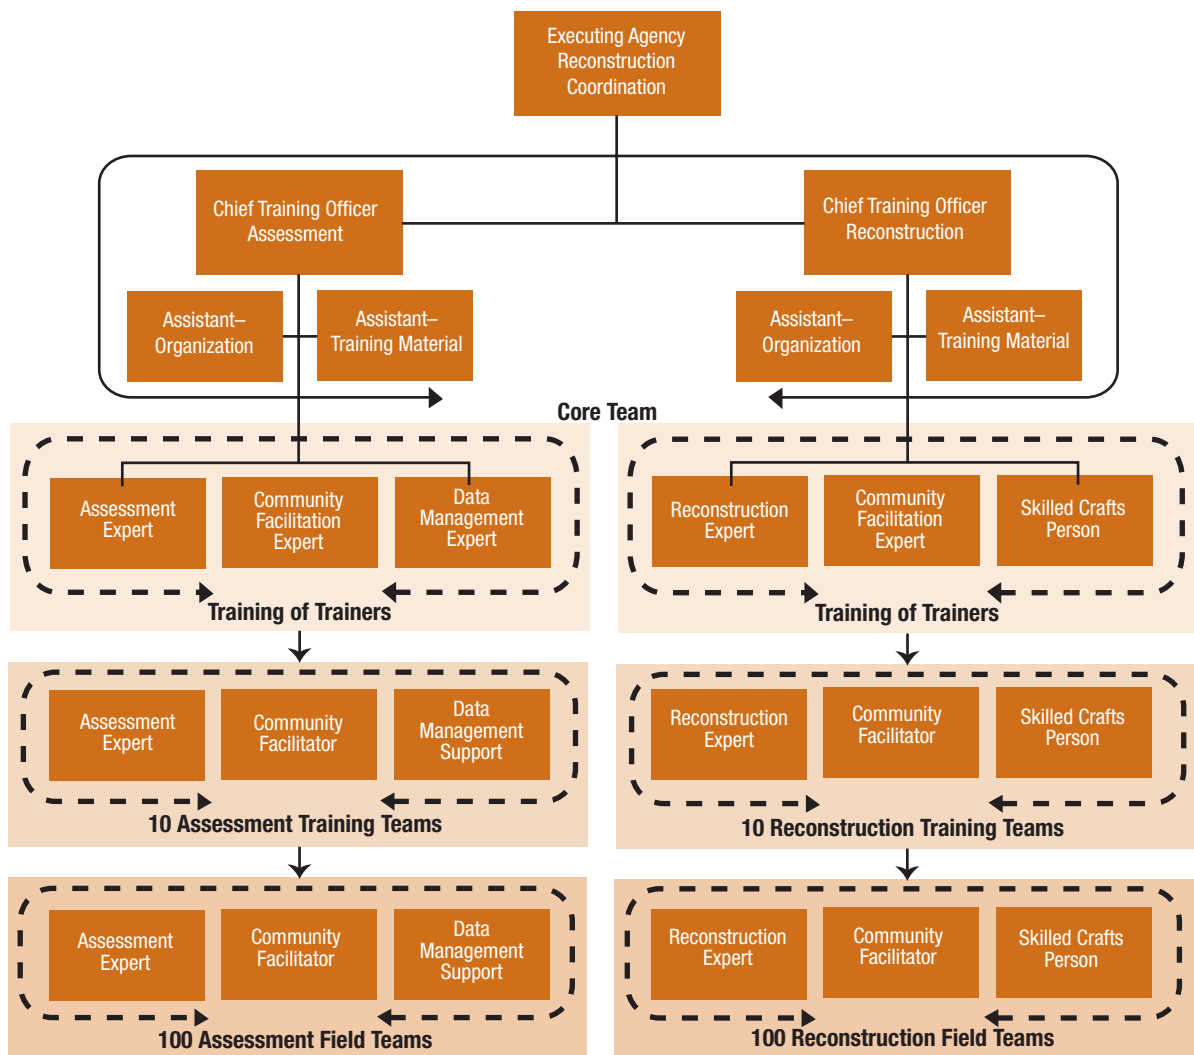 Executing Agency
Reconstruction
Coordination
Chief Training Officer
Assessment
Chief Training Officer
Reconstruction
Assistant–
Organization
Assistant–
Training Material
Assistant–
Organization
Assistant–
Training Material
Core Team
Assessment
Expert
Community
Facilitation
Expert
Data
Management
Expert
Training of Trainers
Reconstruction
Expert
Community
Facilitation
Expert
Skilled Crafts
Person
Training of Trainers
Assessment
Expert
Community
Facilitator
Data
Management
Support
10 Assessment Training Teams
Reconstruction
Expert
Community
Facilitator
Skilled Crafts
Person
10 Reconstruction Training Teams
Assessment
Expert
Community
Facilitator
Data
Management
Support
100 Assessment Field Teams
Reconstruction
Expert
Community
Facilitator
Skilled Crafts
Person
100 Reconstruction Field Teams